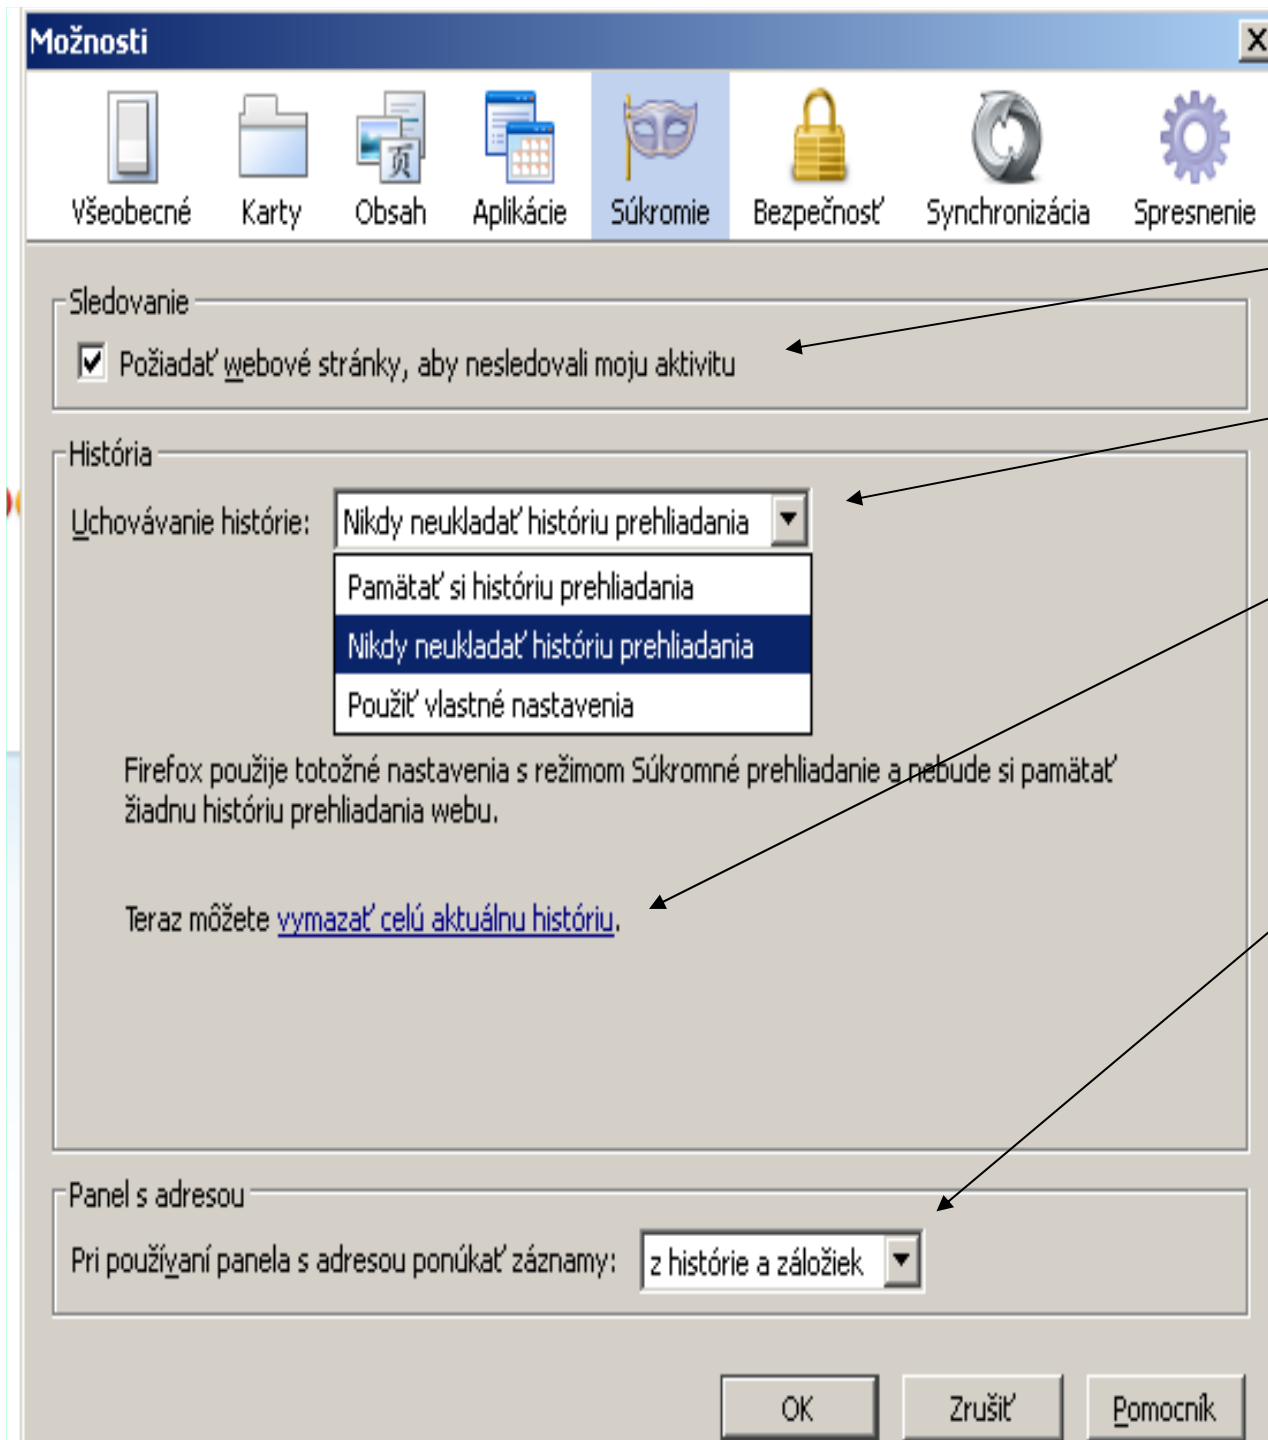 Možnosti
Všeobecné Karty Obsah Aplikácie Súkromie Bezpečnosť Synchronizácia Spresnenie
页
Sledovanie
Požiadať webové stránky, aby nesledovali moju aktivitu
História
Uchovávanie histórie: Nikdy neukladať históriu prehliadania
Pamätať si históriu prehliadania
Nikdy neukladať históriu prehliadania
Použiť vlastné nastavenia
Firefox použije totožné nastavenia s režimom Súkromné prehliadanie a nebude si pamätať
žiadnu históriu prehliadania webu.
Teraz môžete vymazať celú aktuálnu históriu.
Panel s adresou
Pri používaní panela s adresou ponúkať záznamy: z histórie a záložiek
OK Zrušiť Pomocník